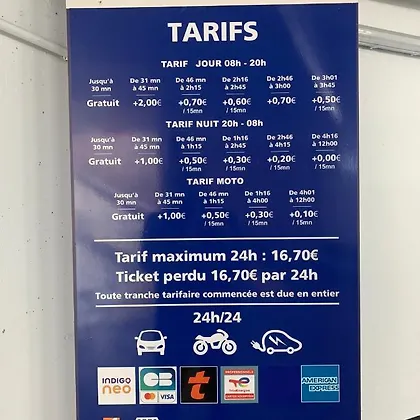 TARIFS
TARIF JOUR 08h - 20h
Jusqu'à 30 mn De 31 mn à 45 mn De 46 mn à 2h15 De 2h16 à 2h45 De 2h46 à 3h00 De 3h01 à 3h45
Gratuit +2,00€ +0,70€ / 15mn +0,60€ / 15mn +0,70€ +0,50€ / 15mn
TARIF NUIT 20h - 08h
Jusqu'à 30 mn De 31 mn à 45 mn De 46 mn à 1h15 De 1h16 à 2h45 De 2h46 à 4h15 De 4h16 à 12h00
Gratuit +1,00€ +0,50€ / 15mn +0,30€ / 15mn +0,20€ / 15mn +0,00€ / 15mn
TARIF MOTO
Jusqu'à 30 mn De 31 mn à 45 mn De 46 mn à 1h15 De 1h16 à 4h00 De 4h01 à 12h00
Gratuit +1,00€ +0,50€ / 15mn +0,30€ / 15mn +0,10€ / 15mn
Tarif maximum 24h : 16,70€
Ticket perdu 16,70€ par 24h
Toute tranche tarifaire commencée est due en entier
24h/24
INDIGO neo CB VISA t TotalEnergies AMERICAN EXPRESS